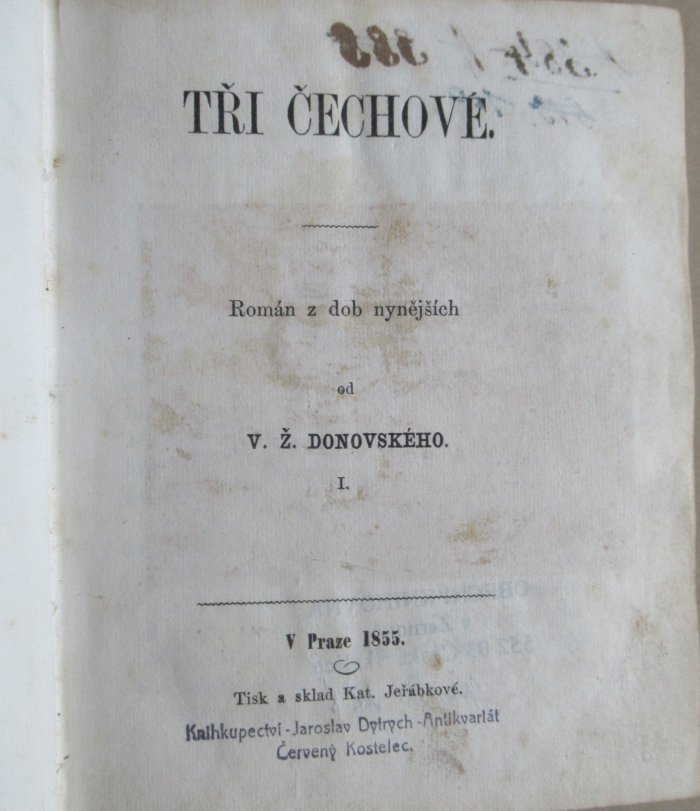 TŘI ČECHOVÉ.
Román z dob nynějších
od
V. Ž. DONOVSKÉHO.
I.
V Praze 1855.
Tisk a sklad Kat. Jeřábkové.
Knihkupectví - Jaroslav Dytrych - Antikvariát
Červený Kostelec.